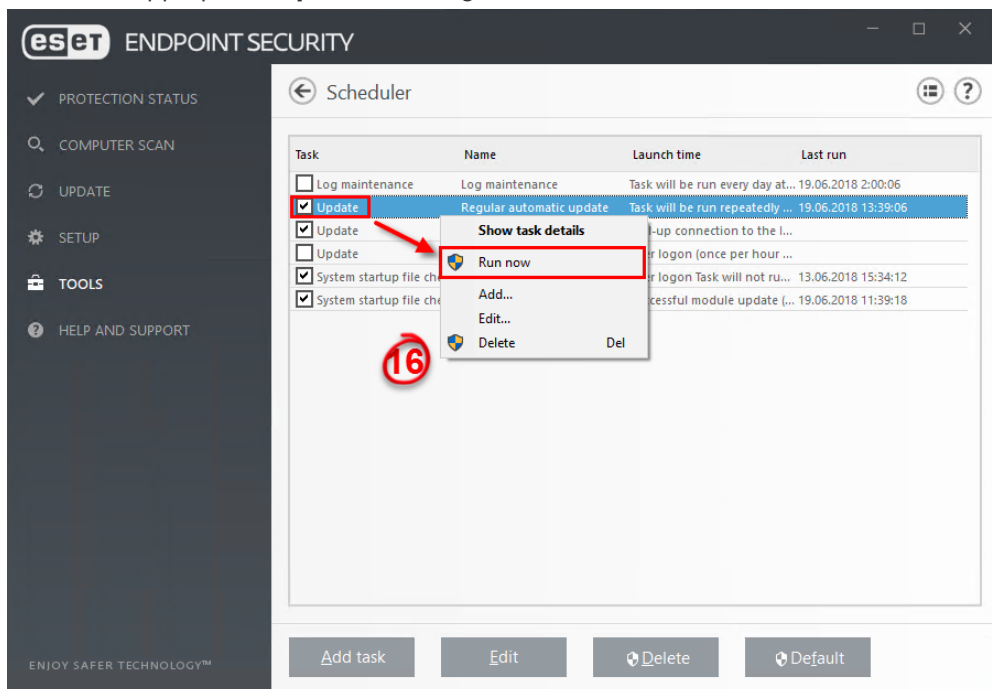 eset ENDPOINT SECURITY
PROTECTION STATUS
COMPUTER SCAN
UPDATE
SETUP
TOOLS
HELP AND SUPPORT
ENJOY SAFER TECHNOLOGY™
Scheduler
?
Task Name Launch time Last run
Log maintenance Log maintenance Task will be run every day at... 19.06.2018 2:00:06
Update Regular automatic update Task will be run repeatedly ... 19.06.2018 13:39:06
Update -up connection to the I...
Update r logon (once per hour ...
System startup file che r logon Task will not ru... 13.06.2018 15:34:12
System startup file che cessful module update (... 19.06.2018 11:39:18
Show task details
Run now
Add...
Edit...
Delete Del
16
Add task Edit Delete Default